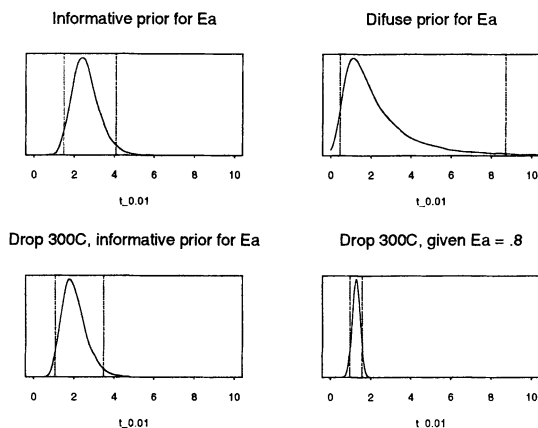 Informative prior for Ea
Difuse prior for Ea
0 2 4 6 8 10
0 2 4 6 8 10
t_0.01
t_0.01
Drop 300C, informative prior for Ea
Drop 300C, given Ea = .8
0 2 4 6 8 10
0 2 4 6 8 10
t_0.01
t_0.01